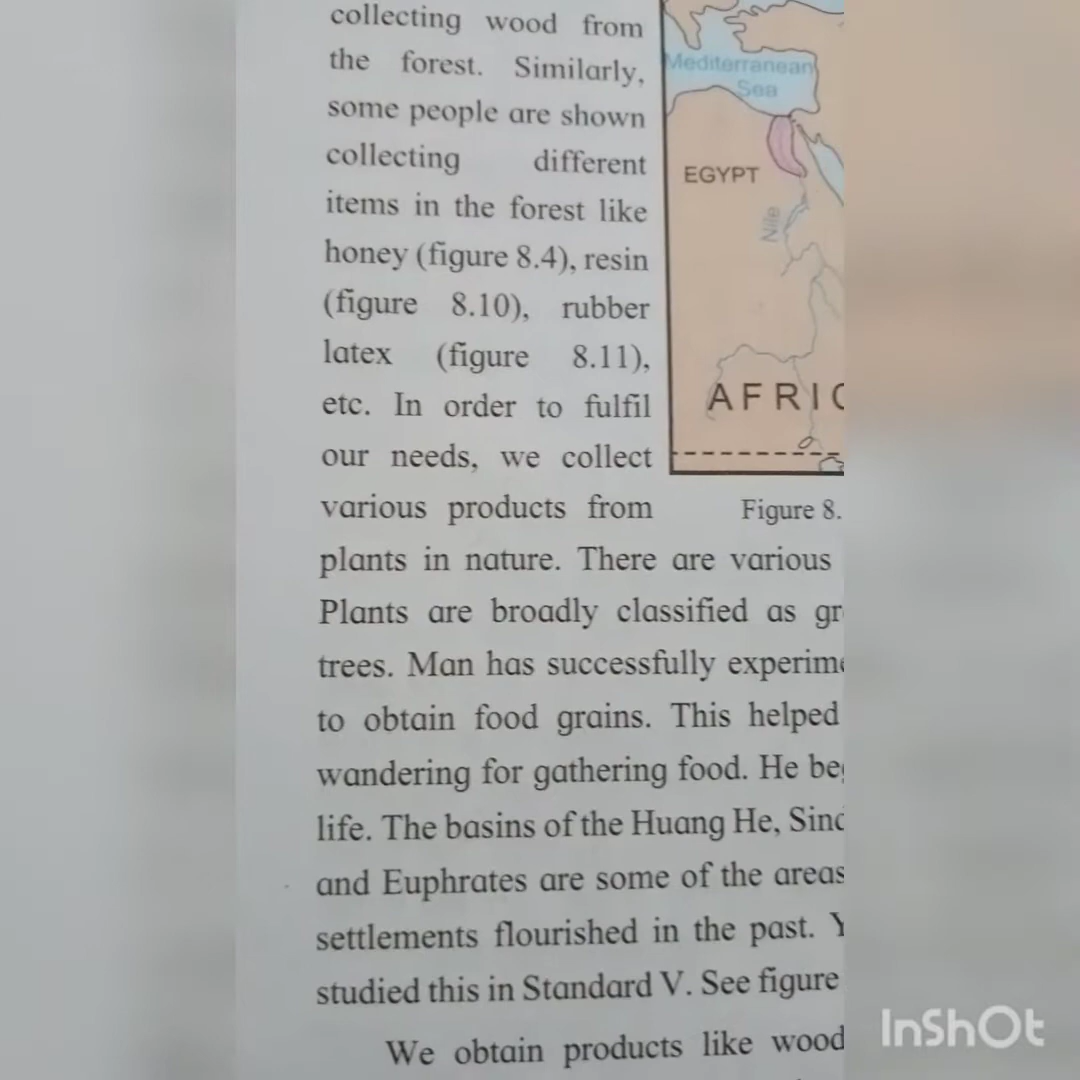 collecting wood from
the forest. Similarly,
some people are shown
collecting different
items in the forest like
honey (figure 8.4), resin
(figure 8.10), rubber
latex (figure 8.11),
etc. In order to fulfil
our needs, we collect
various products from
plants in nature. There are various
Plants are broadly classified as
trees. Man has successfully
to obtain food grains. This helped
wandering for gathering food. He
life. The basins of the Huang He,
and Euphrates are some of the areas
settlements flourished in the past.
studied this in Standard V. See figure
We obtain products like wood
Mediterranean
Sea
EGYPT
Nile
AFRIC
Figure 8.
InShOt